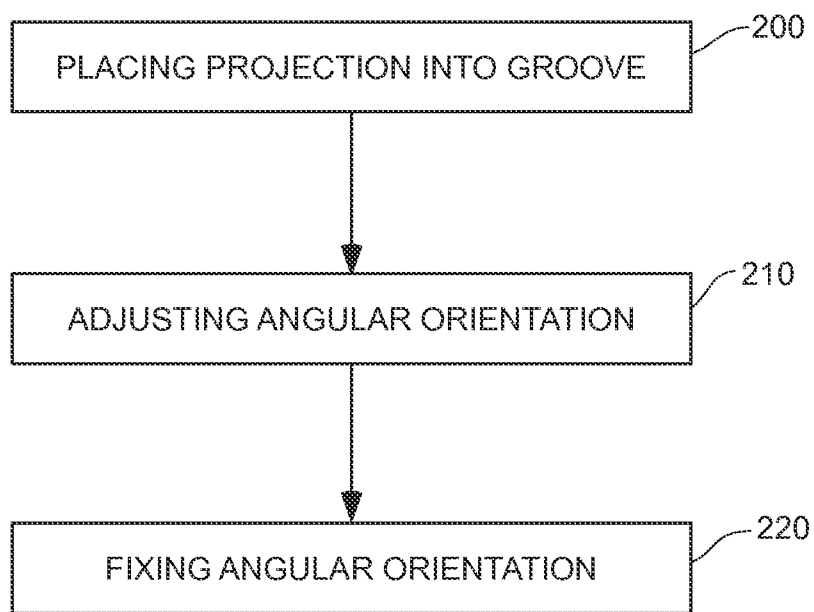 200
PLACING PROJECTION INTO GROOVE
210
ADJUSTING ANGULAR ORIENTATION
220
FIXING ANGULAR ORIENTATION